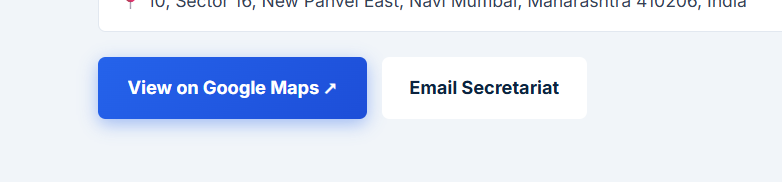 10, Sector 16, New Panvel East, Navi Mumbai, Maharashtra 410206, India
View on Google Maps ↗
Email Secretariat